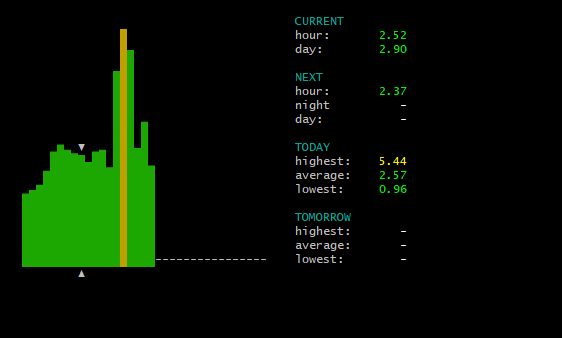 CURRENT
hour: 2.52
day: 2.90
NEXT
hour: 2.37
night -
day: -
TODAY
highest: 5.44
average: 2.57
lowest: 0.96
TOMORROW
highest: -
average: -
lowest: -